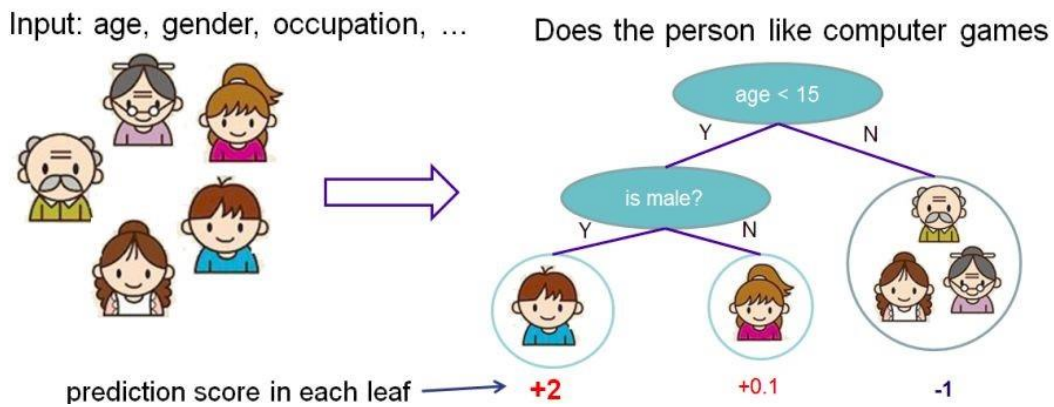 Input: age, gender, occupation, ...
Does the person like computer games
age < 15
Y
N
is male?
Y
N
prediction score in each leaf
+2
+0.1
-1